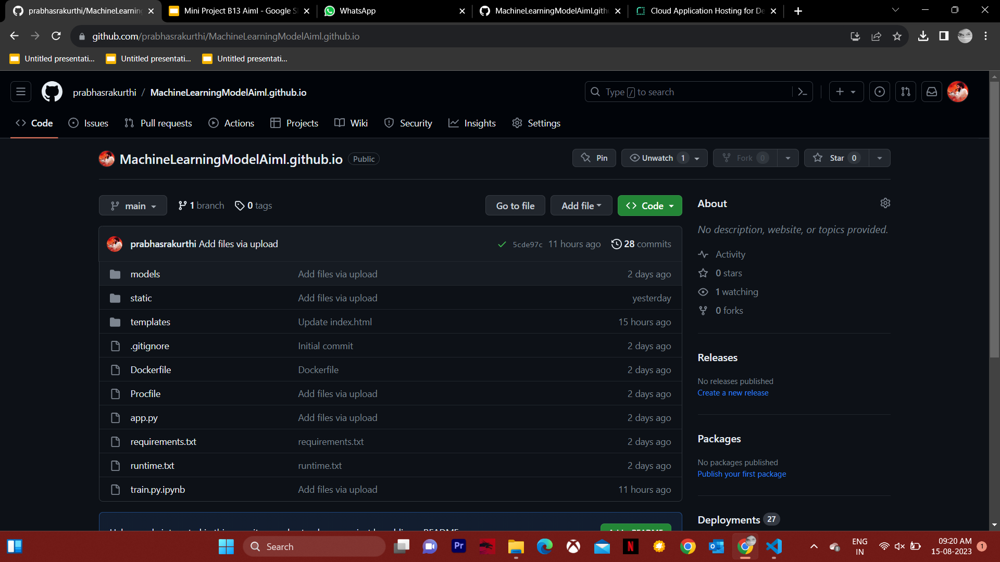 prabhasrakurthi/MachineLearning
Mini Project B13 Aiml - Google S
WhatsApp
MachineLearningModelAiml.gith
Cloud Application Hosting for De
github.com/prabhasrakurthi/MachineLearningModelAiml.github.io
Untitled presentati...
Untitled presentati...
Untitled presentati...
prabhasrakurthi / MachineLearningModelAiml.github.io
Type / to search
Code
Issues
Pull requests
Actions
Projects
Wiki
Security
Insights
Settings
MachineLearningModelAiml.github.io Public
Pin
Unwatch 1
Fork 0
Star 0
main
1 branch
0 tags
Go to file
Add file
Code
prabhasrakurthi Add files via upload 5cde97c 11 hours ago 28 commits
models Add files via upload 2 days ago
static Add files via upload yesterday
templates Update index.html 15 hours ago
.gitignore Initial commit 2 days ago
Dockerfile Dockerfile 2 days ago
Procfile Add files via upload 2 days ago
app.py Add files via upload 2 days ago
requirements.txt requirements.txt 2 days ago
runtime.txt runtime.txt 2 days ago
train.py.ipynb Add files via upload 11 hours ago
About
No description, website, or topics provided.
Activity
0 stars
1 watching
0 forks
Releases
No releases published
Create a new release
Packages
No packages published
Publish your first package
Deployments 27
Search
Pr
N
ENG
IN
09:20 AM
15-08-2023
1